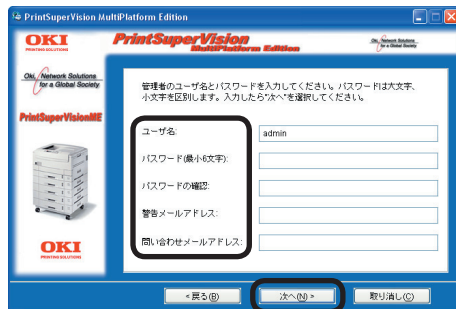 PrintSuperVision MultiPlatform Edition
OKI
PRINTING SOLUTIONS
PrintSuperVision
MultiPlatform Edition
Oki, Network Solutions
for a Global Society
Oki, Network Solutions
for a Global Society
PrintSuperVisionME
OKI
PRINTING SOLUTIONS
管理者のユーザ名とパスワードを入力してください。パスワードは大文字、
小文字を区別します。入力したら"次へ"を選択してください。
ユーザ名:
admin
パスワード(最小6文字):
パスワードの確認:
警告メールアドレス:
問い合わせメールアドレス:
<戻る(B)
次へ(N)>
取り消し(C)